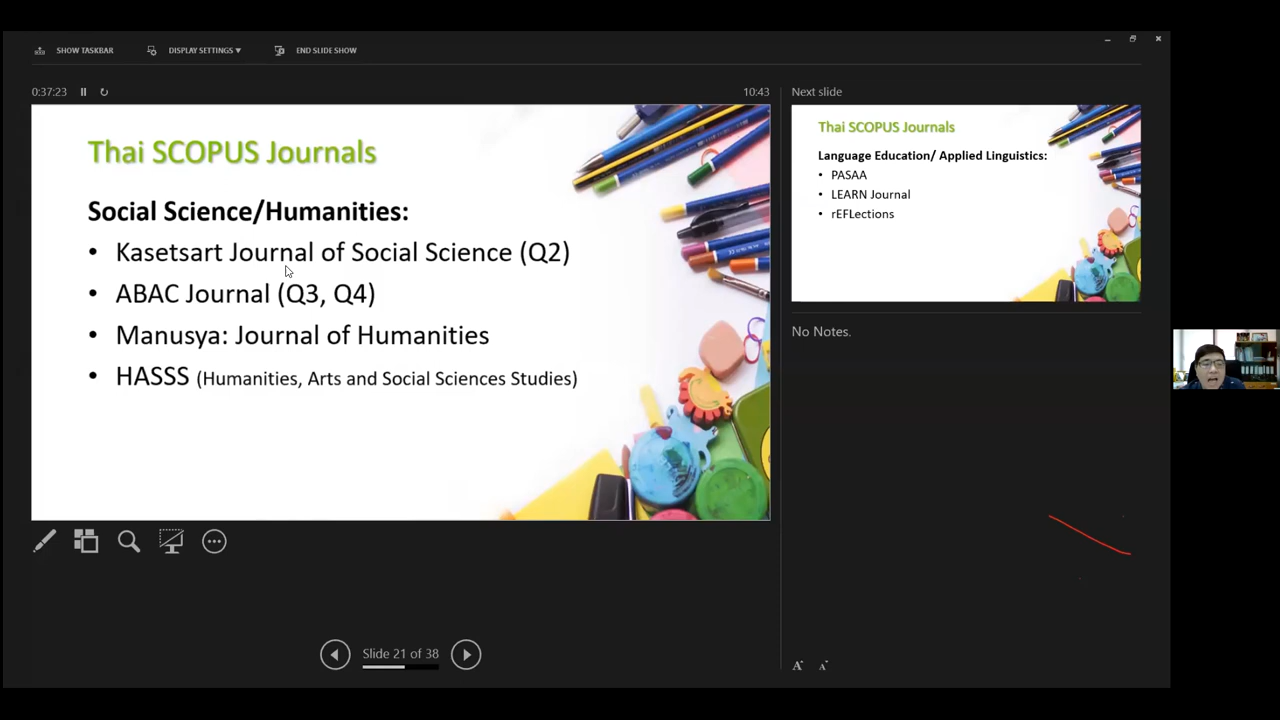 SHOW TASKBAR
DISPLAY SETTINGS ▼
END SLIDE SHOW
0:37:23
10:43
Thai SCOPUS Journals
Social Science/Humanities:
• Kasetsart Journal of Social Science (Q2)
• ABAC Journal (Q3, Q4)
• Manusya: Journal of Humanities
• HASSS (Humanities, Arts and Social Sciences Studies)
Slide 21 of 38
Next slide
Thai SCOPUS Journals
Language Education/ Applied Linguistics:
• PASAA
• LEARN Journal
• rEFLections
No Notes.
A A